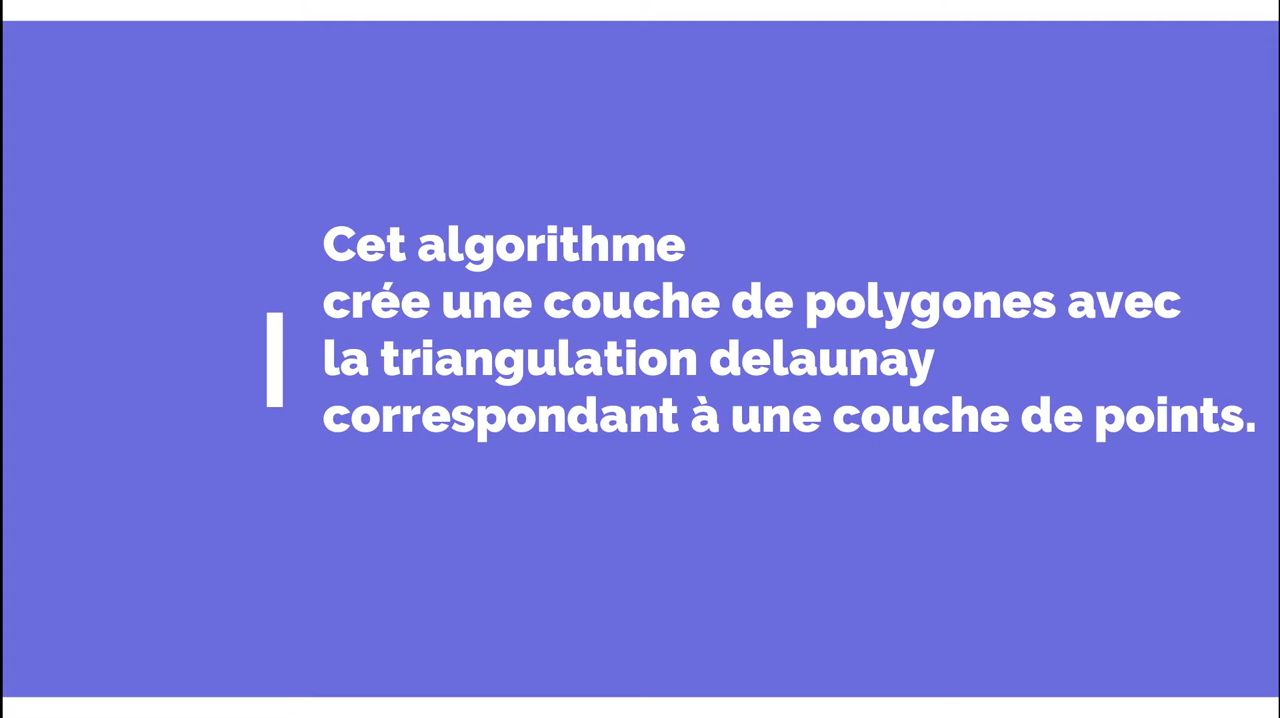 Cet algorithme
crée une couche de polygones avec
la triangulation delaunay
correspondant à une couche de points.